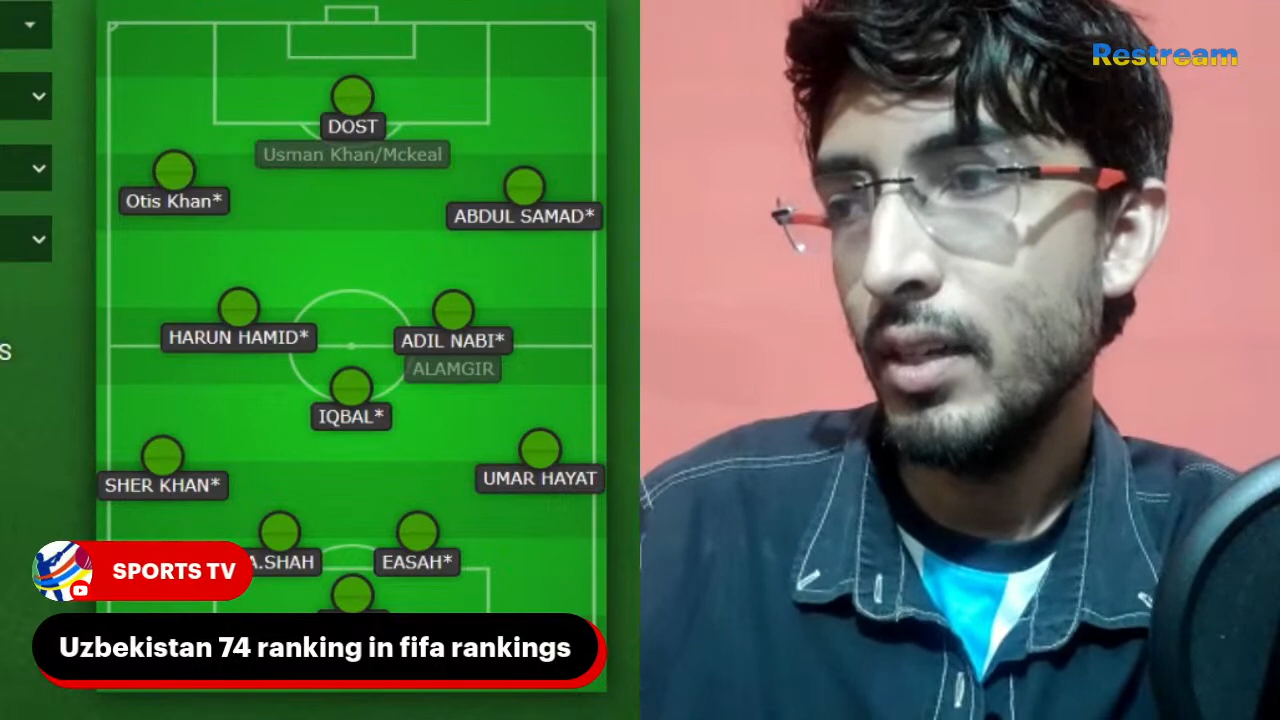 Restream
DOST
Usman Khan/Mckeal
Otis Khan*
ABDUL SAMAD*
HARUN HAMID*
ADIL NABI*
ALAMGIR
IQBAL*
S
SHER KHAN*
UMAR HAYAT
A.SHAH
EASAH*
SPORTS TV
Uzbekistan 74 ranking in fifa rankings